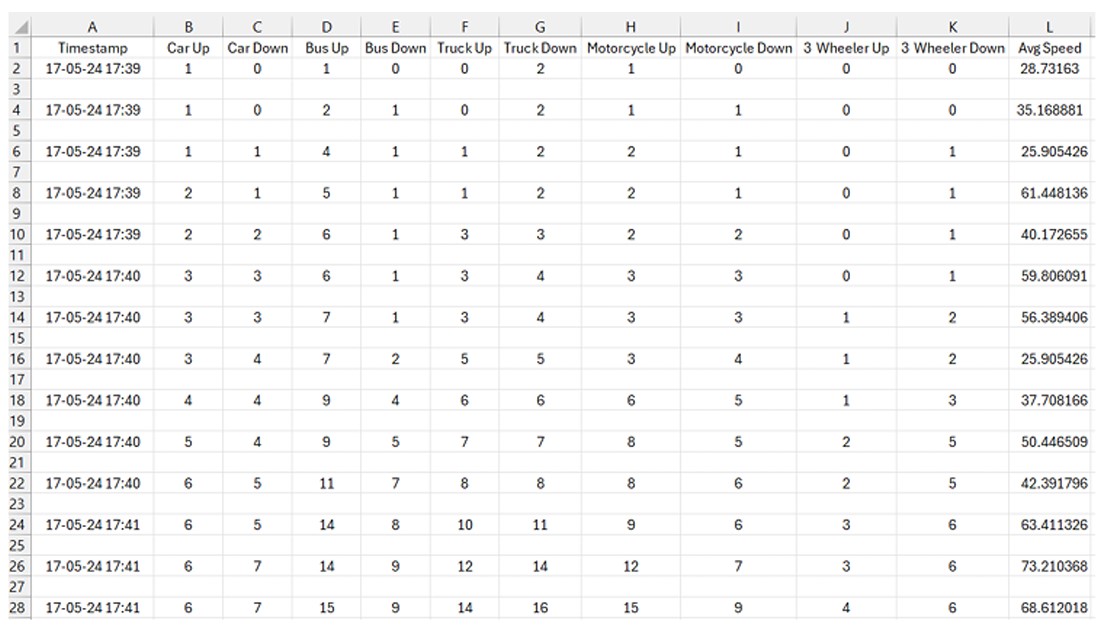 A B C D E F G H I J K L
1 Timestamp Car Up Car Down Bus Up Bus Down Truck Up Truck Down Motorcycle Up Motorcycle Down 3 Wheeler Up 3 Wheeler Down Avg Speed
2 17-05-24 17:39 1 0 1 0 0 2 1 0 0 0 28.73163
3
4 17-05-24 17:39 1 0 2 1 0 2 1 1 0 0 35.168881
5
6 17-05-24 17:39 1 1 4 1 1 2 2 1 0 1 25.905426
7
8 17-05-24 17:39 2 1 5 1 1 2 2 1 0 1 61.448136
9
10 17-05-24 17:39 2 2 6 1 3 3 2 2 0 1 40.172655
11
12 17-05-24 17:40 3 3 6 1 3 4 3 3 0 1 59.806091
13
14 17-05-24 17:40 3 3 7 1 3 4 3 3 1 2 56.389406
15
16 17-05-24 17:40 3 4 7 2 5 5 3 4 1 2 25.905426
17
18 17-05-24 17:40 4 4 9 4 6 6 6 5 1 3 37.708166
19
20 17-05-24 17:40 5 4 9 5 7 7 8 5 2 5 50.446509
21
22 17-05-24 17:40 6 5 11 7 8 8 8 6 2 5 42.391796
23
24 17-05-24 17:41 6 5 14 8 10 11 9 6 3 6 63.411326
25
26 17-05-24 17:41 6 7 14 9 12 14 12 7 3 6 73.210368
27
28 17-05-24 17:41 6 7 15 9 14 16 15 9 4 6 68.612018